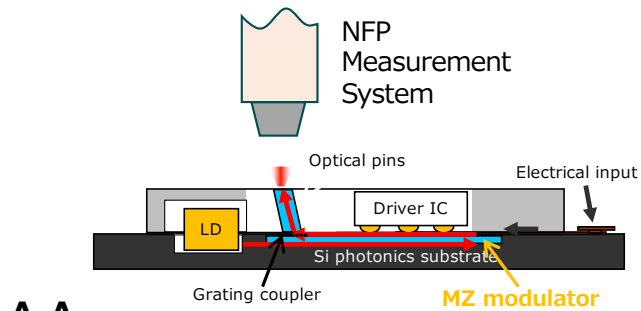 NFP
Measurement
System
Optical pins
Electrical input
Driver IC
LD
Si photonics substrate
Grating coupler
MZ modulator